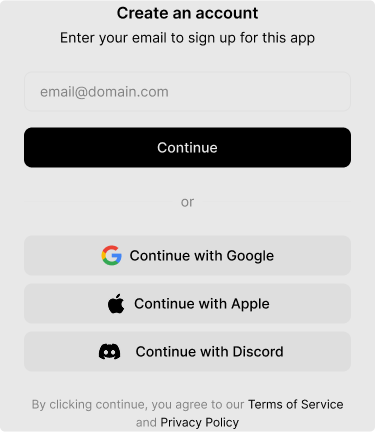 Create an account
Enter your email to sign up for this app
email@domain.com
Continue
or
Continue with Google
Continue with Apple
Continue with Discord
By clicking continue, you agree to our Terms of Service
and Privacy Policy